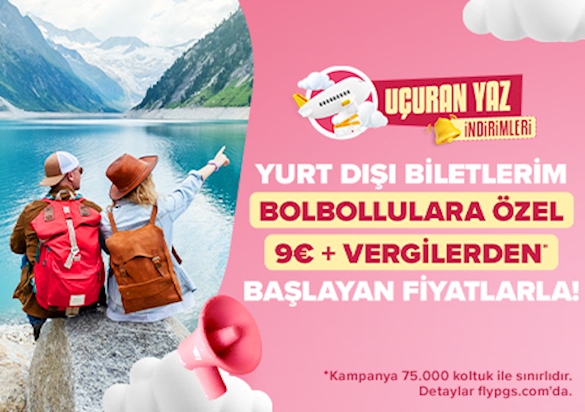 UÇURAN YAZ
İNDİRİMLERİ
YURT DIŞI BİLETLERİM
BOLBOLLULARA ÖZEL
9€ + VERGİLERDEN*
BAŞLAYAN FİYATLARLA!
*Kampanya 75.000 koltuk ile sınırlıdır.
Detaylar flypgs.com'da.